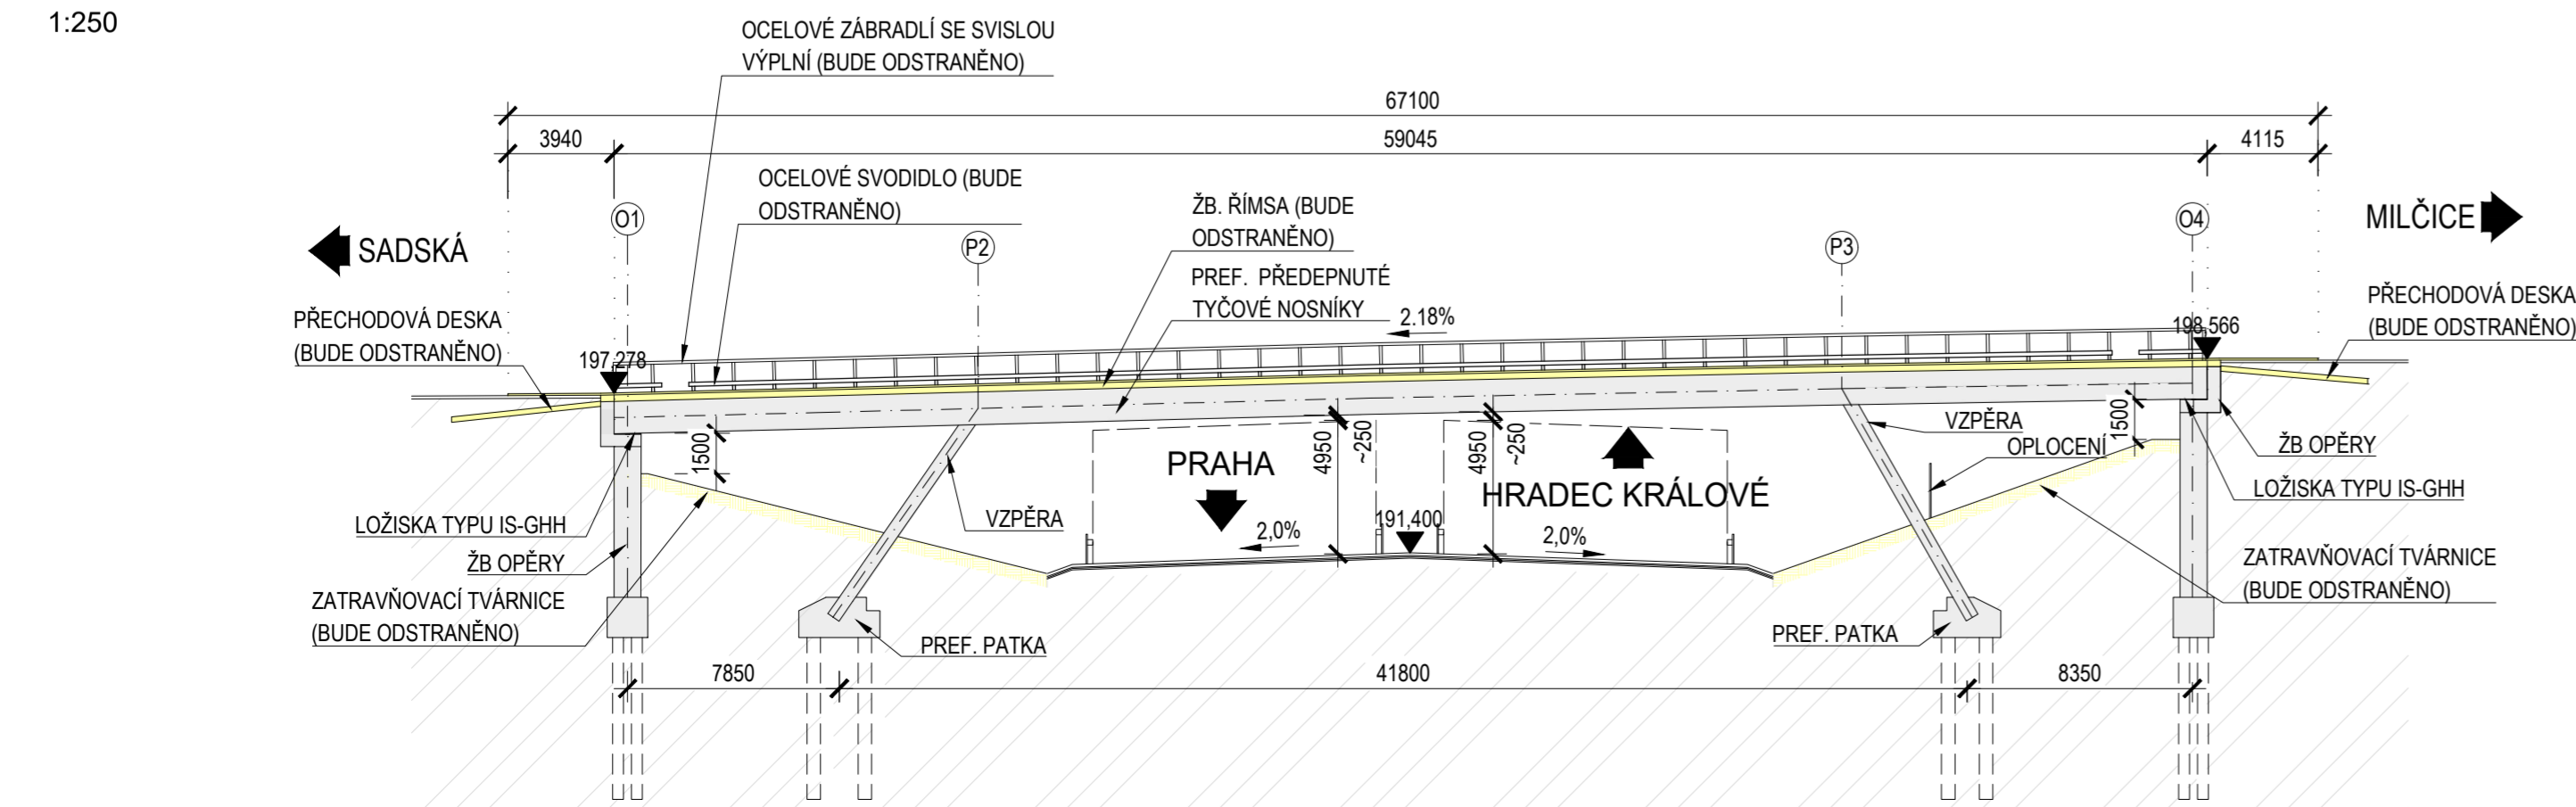 1:250
OCELOVÉ ZÁBRADLÍ SE SVISLOU
VÝPLNÍ (BUDE ODSTRANĚNO)
67100
3940
59045
4115
OCELOVÉ SVODIDLO (BUDE
ODSTRANĚNO)
ŽB. ŘÍMSA (BUDE
ODSTRANĚNO)
O1
P2
P3
O4
SADSKÁ
MILČICE
PREF. PŘEDEPNUTÉ
TYČOVÉ NOSNÍKY
2.18%
PŘECHODOVÁ DESKA
(BUDE ODSTRANĚNO)
PŘECHODOVÁ DESKA
(BUDE ODSTRANĚNO)
197,278
198,566
1500
4950
~250
4950
~250
1500
VZPĚRA
OPLOCENÍ
ŽB OPĚRY
PRAHA
HRADEC KRÁLOVÉ
LOŽISKA TYPU IS-GHH
LOŽISKA TYPU IS-GHH
VZPĚRA
191,400
2,0%
2,0%
ŽB OPĚRY
ZATRAVŇOVACÍ TVÁRNICE
(BUDE ODSTRANĚNO)
ZATRAVŇOVACÍ TVÁRNICE
(BUDE ODSTRANĚNO)
PREF. PATKA
PREF. PATKA
7850
41800
8350